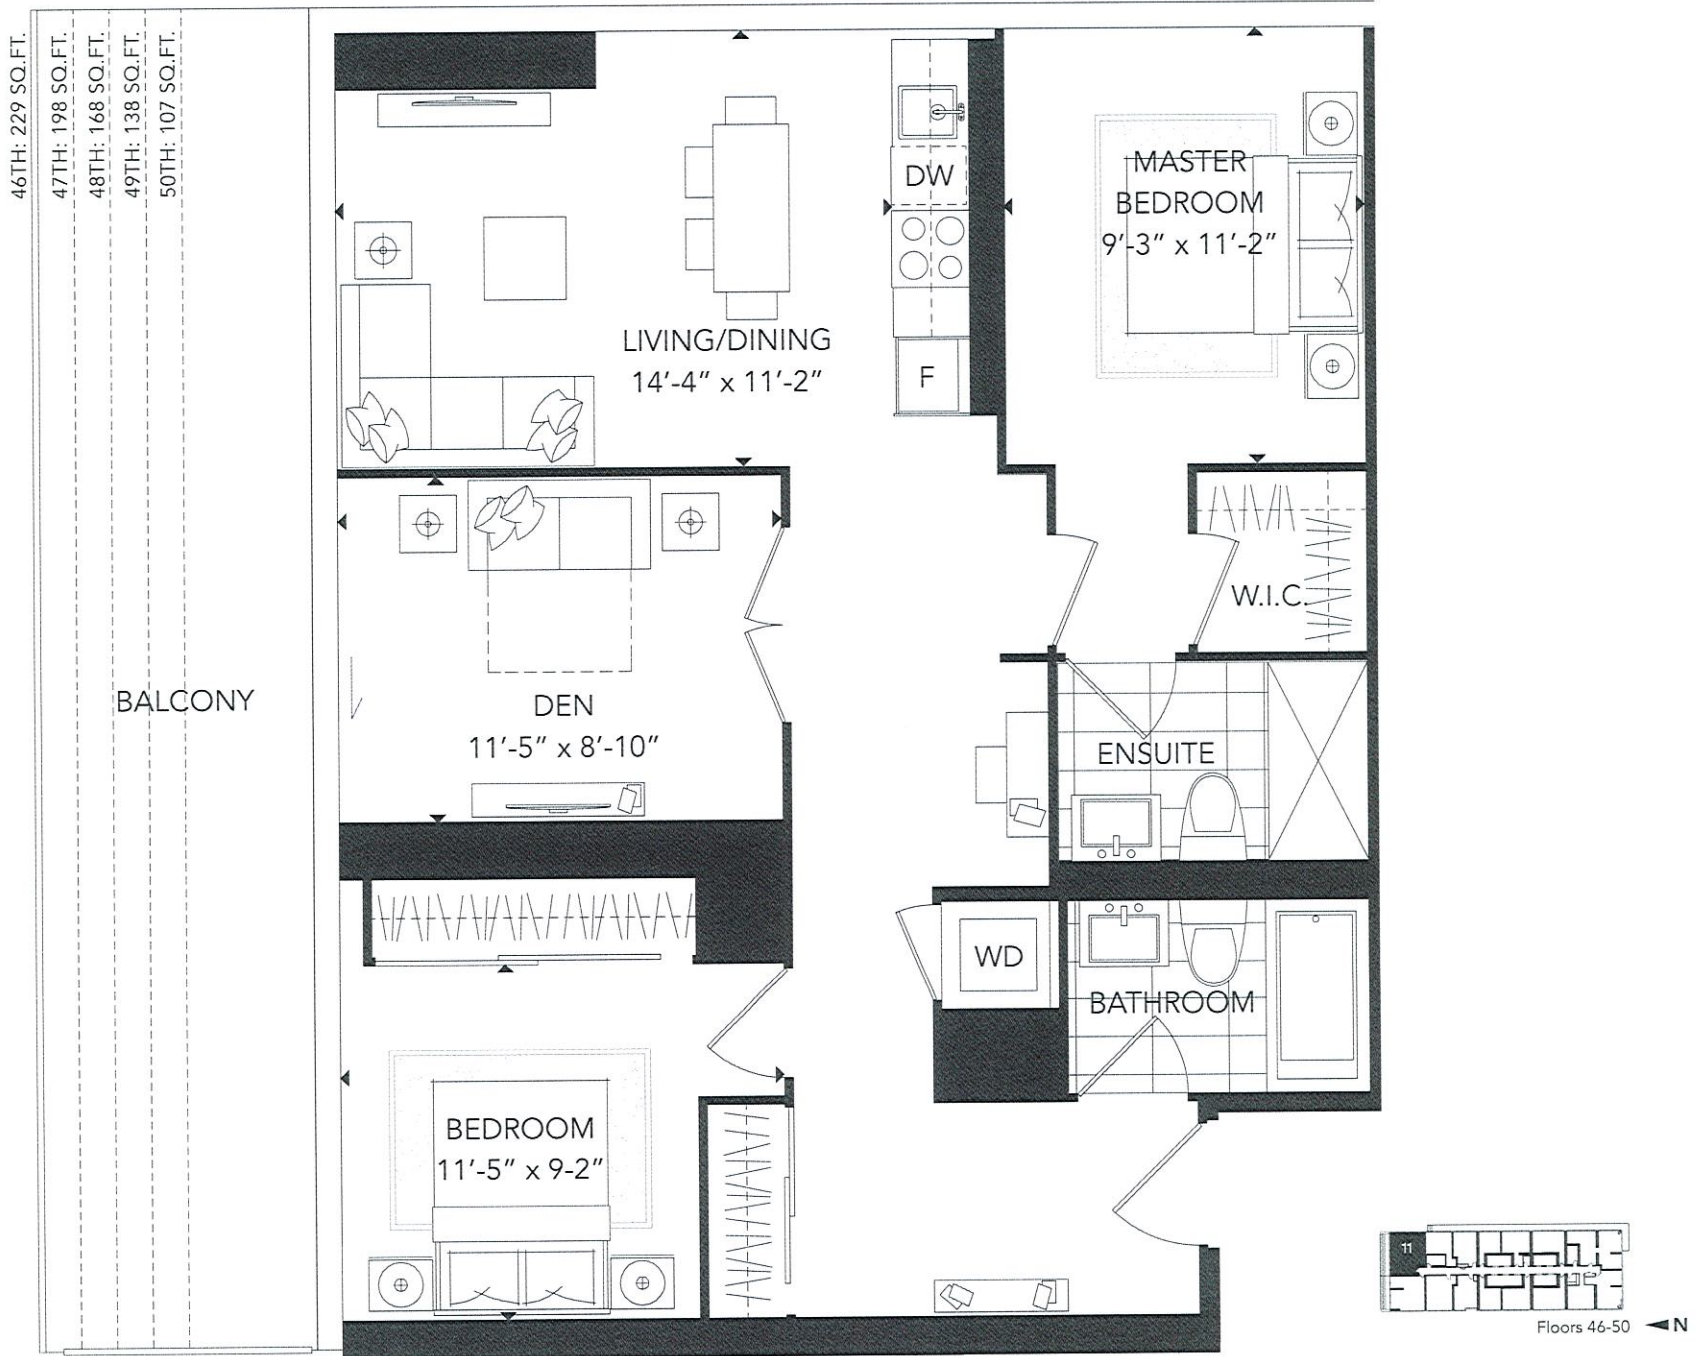 46TH: 229 SQ.FT.
47TH: 198 SQ.FT.
48TH: 168 SQ.FT.
49TH: 138 SQ.FT.
50TH: 107 SQ.FT.
BALCONY
LIVING/DINING
14'-4" x 11'-2"
DW
F
MASTER
BEDROOM
9'-3" x 11'-2"
W.I.C.
DEN
11'-5" x 8'-10"
ENSUITE
WD
BATHROOM
BEDROOM
11'-5" x 9-2"
11
Floors 46-50
N